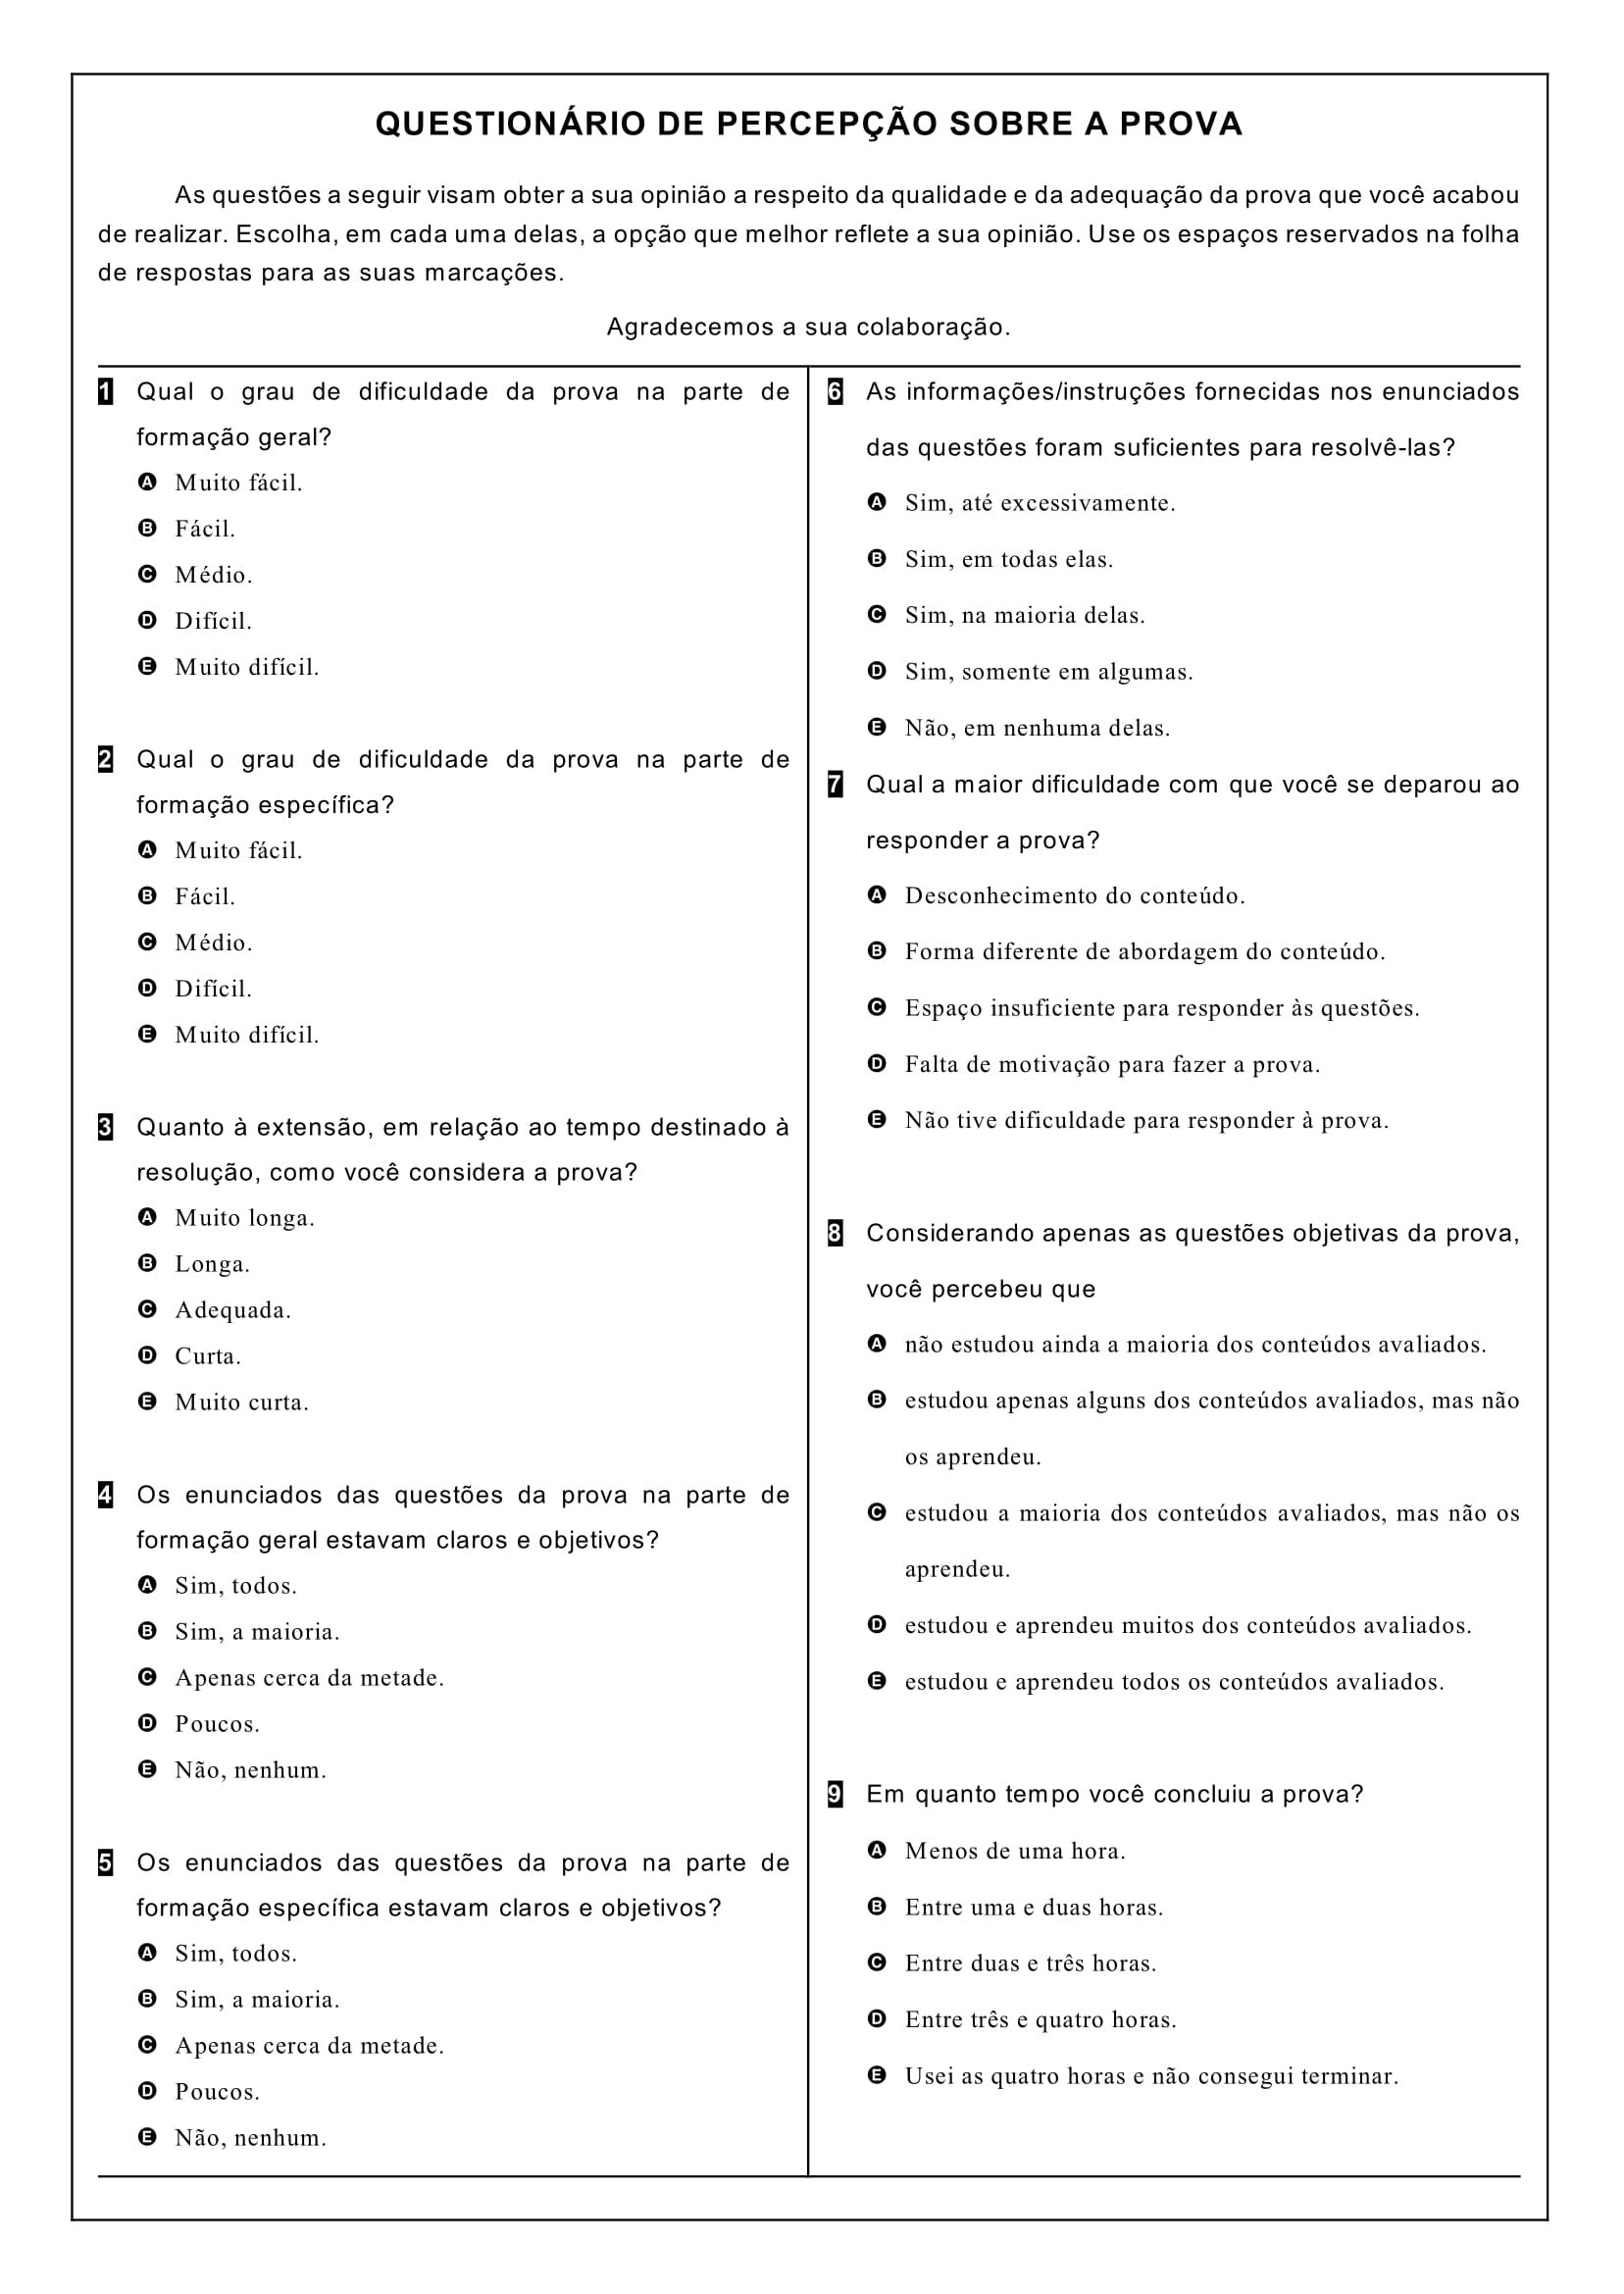 QUESTIONÁRIO DE PERCEPÇÃO SOBRE A PROVA
As questões a seguir visam obter a sua opinião a respeito da qualidade e da adequação da prova que você acabou
de realizar. Escolha, em cada uma delas, a opção que melhor reflete a sua opinião. Use os espaços reservados na folha
de respostas para as suas marcações.
Agradecemos a sua colaboração.
1 Qual o grau de dificuldade da prova na parte de
formação geral?
A Muito fácil.
B Fácil.
C Médio.
D Difícil.
E Muito difícil.
2 Qual o grau de dificuldade da prova na parte de
formação específica?
A Muito fácil.
B Fácil.
C Médio.
D Difícil.
E Muito difícil.
3 Quanto à extensão, em relação ao tempo destinado à
resolução, como você considera a prova?
A Muito longa.
B Longa.
C Adequada.
D Curta.
E Muito curta.
4 Os enunciados das questões da prova na parte de
formação geral estavam claros e objetivos?
A Sim, todos.
B Sim, a maioria.
C Apenas cerca da metade.
D Poucos.
E Não, nenhum.
5 Os enunciados das questões da prova na parte de
formação específica estavam claros e objetivos?
A Sim, todos.
B Sim, a maioria.
C Apenas cerca da metade.
D Poucos.
E Não, nenhum.
6 As informações/instruções fornecidas nos enunciados
das questões foram suficientes para resolvê-las?
A Sim, até excessivamente.
B Sim, em todas elas.
C Sim, na maioria delas.
D Sim, somente em algumas.
E Não, em nenhuma delas.
7 Qual a maior dificuldade com que você se deparou ao
responder a prova?
A Desconhecimento do conteúdo.
B Forma diferente de abordagem do conteúdo.
C Espaço insuficiente para responder às questões.
D Falta de motivação para fazer a prova.
E Não tive dificuldade para responder à prova.
8 Considerando apenas as questões objetivas da prova,
você percebeu que
A não estudou ainda a maioria dos conteúdos avaliados.
B estudou apenas alguns dos conteúdos avaliados, mas não
os aprendeu.
C estudou a maioria dos conteúdos avaliados, mas não os
aprendeu.
D estudou e aprendeu muitos dos conteúdos avaliados.
E estudou e aprendeu todos os conteúdos avaliados.
9 Em quanto tempo você concluiu a prova?
A Menos de uma hora.
B Entre uma e duas horas.
C Entre duas e três horas.
D Entre três e quatro horas.
E Usei as quatro horas e não consegui terminar.